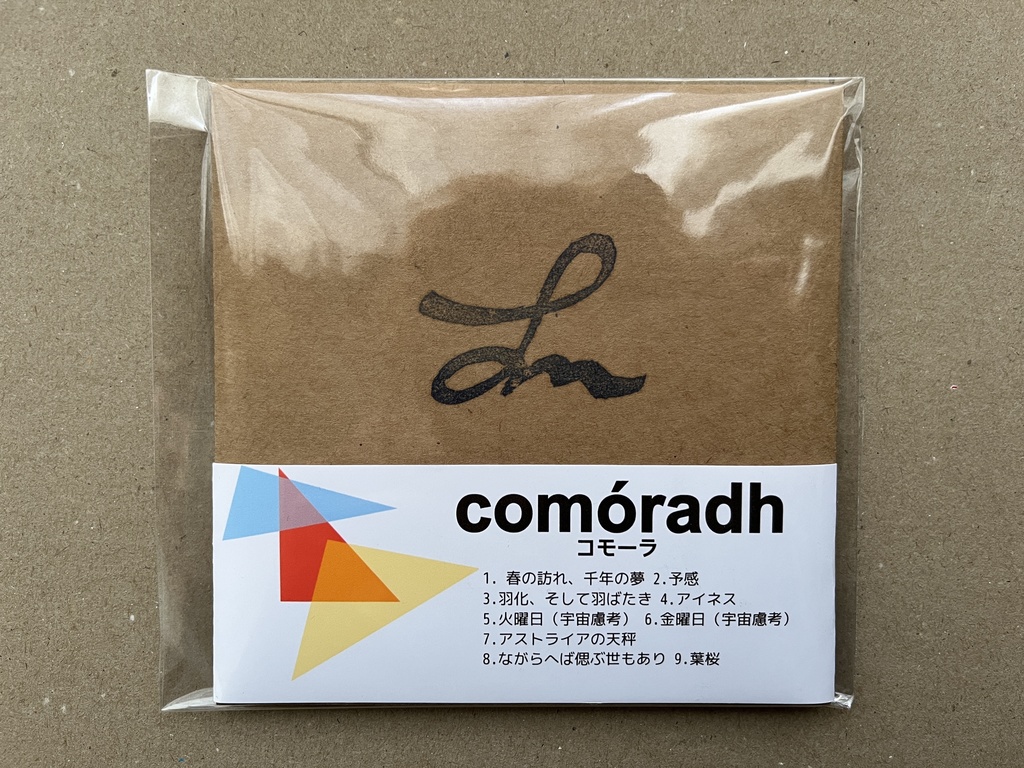 comóradh
コモーラ
1. 春の訪れ、千年の夢 2.予感
3.羽化、そして羽ばたき 4.アイネス
5.火曜日（宇宙慮考） 6.金曜日（宇宙慮考）
7.アストライアの天秤
8.ながらへば偲ぶ世もあり 9.葉桜